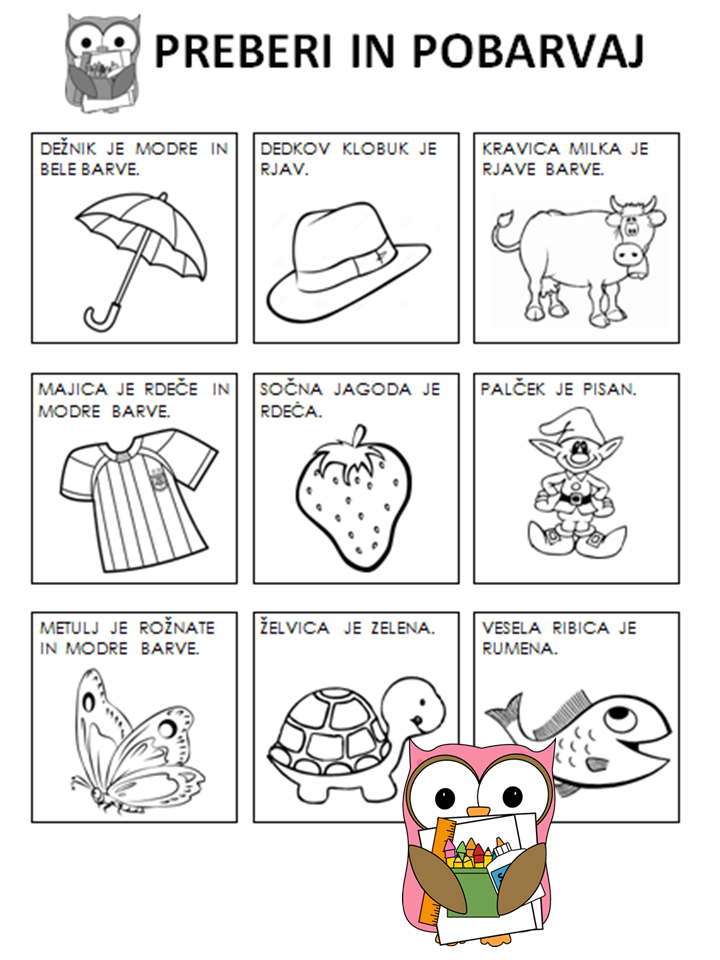 PREBERI IN POBARVAJ
DEŽNIK JE MODRE IN
BELE BARVE.
DEDKOV KLOBUK JE
RJAV.
KRAVICA MILKA JE
RJAVE BARVE.
MAJICA JE RDEČE IN
MODRE BARVE.
SOČNA JAGODA JE
RDEČA.
PALČEK JE PISAN.
METULJ JE ROŽNATE
IN MODRE BARVE.
ŽELVICA JE ZELENA.
VESELA RIBICA JE
RUMENA.